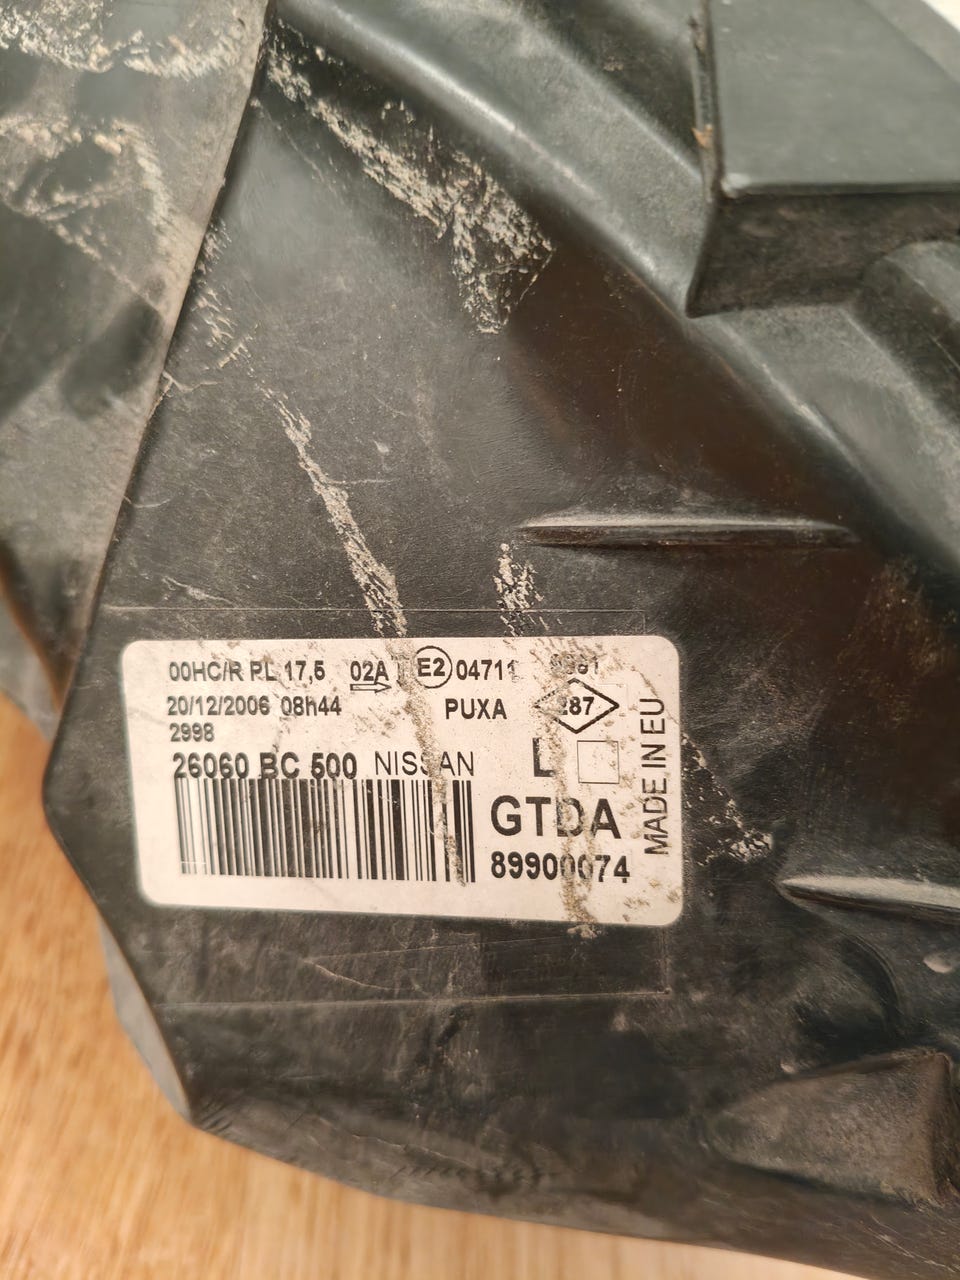 00HC/R PL 17,5 02A E2 04711
20/12/2006 08h44 PUXA
2998
26060 BC 500 NISSAN L
GTDA
89900074
MADE IN EU